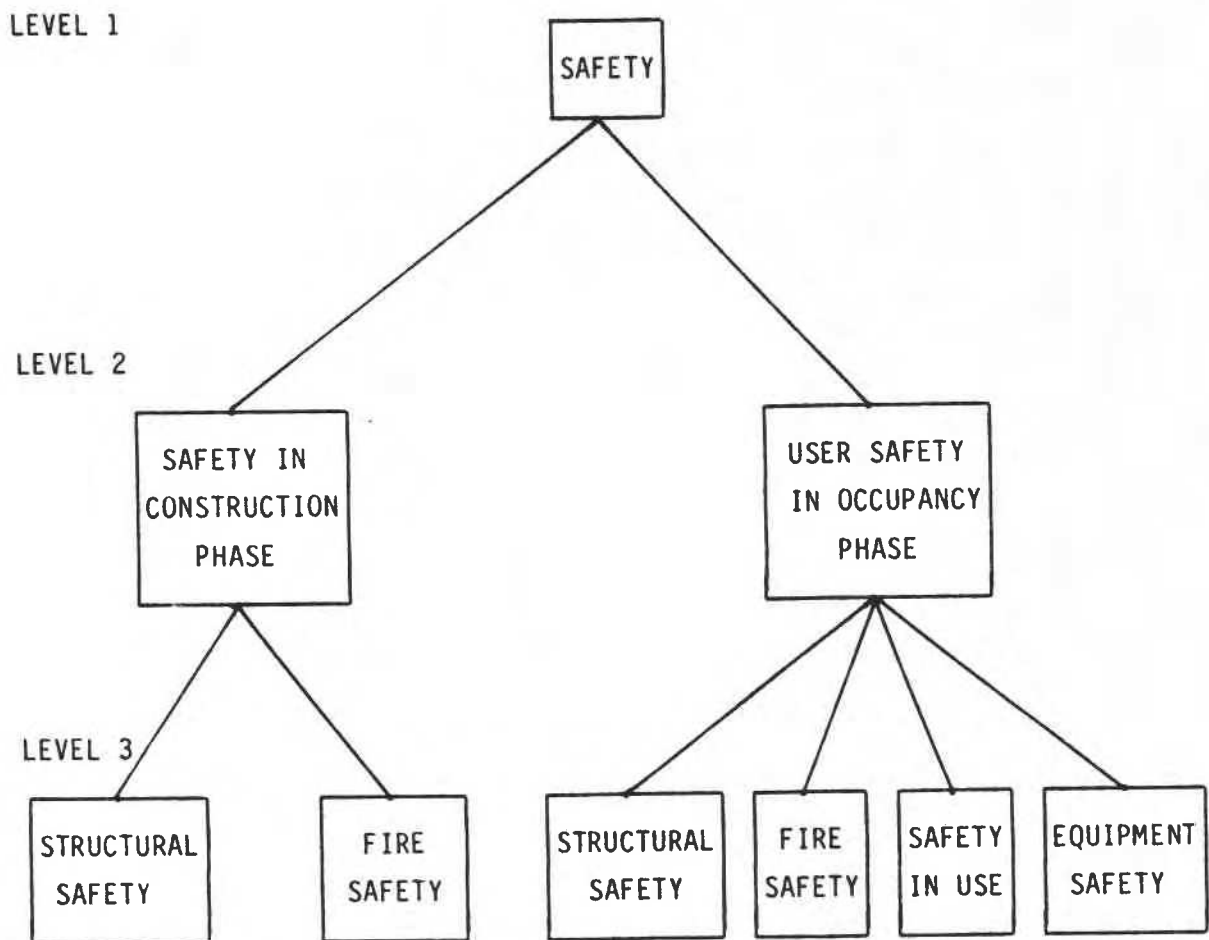 LEVEL 1
SAFETY
LEVEL 2
SAFETY IN
CONSTRUCTION
PHASE
USER SAFETY
IN OCCUPANCY
PHASE
LEVEL 3
STRUCTURAL
SAFETY
FIRE
SAFETY
STRUCTURAL
SAFETY
FIRE
SAFETY
SAFETY
IN USE
EQUIPMENT
SAFETY